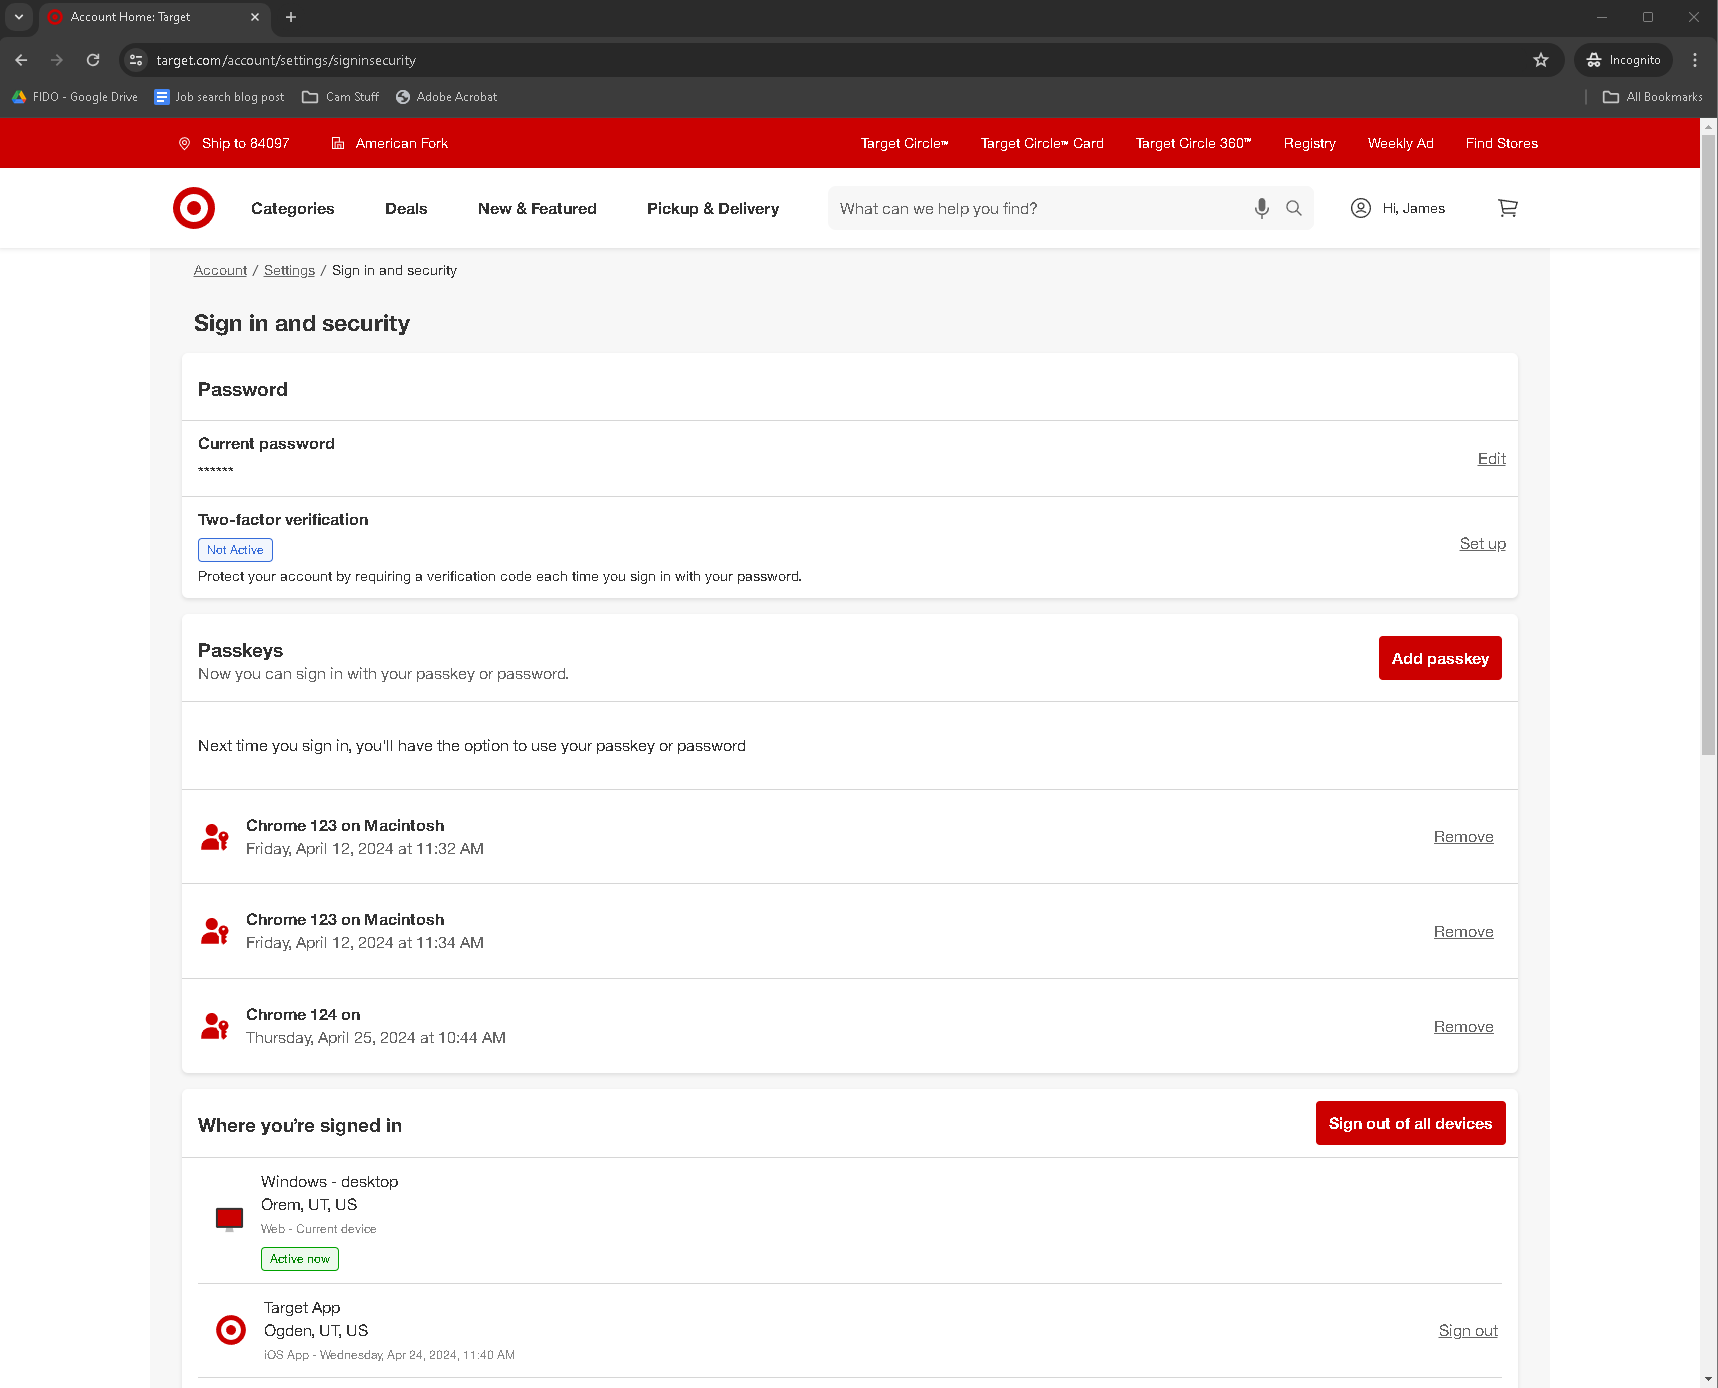 Account Home: Target
target.com/account/settings/signinsecurity
Incognito
FIDO - Google Drive
Job search blog post
Cam Stuff
Adobe Acrobat
All Bookmarks
Ship to 84097
American Fork
Target Circle™
Target Circle™ Card
Target Circle 360™
Registry
Weekly Ad
Find Stores
Categories
Deals
New & Featured
Pickup & Delivery
What can we help you find?
Hi, James
Account / Settings / Sign in and security
Sign in and security
Password
Current password
******
Edit
Two-factor verification
Not Active
Set up
Protect your account by requiring a verification code each time you sign in with your password.
Passkeys
Now you can sign in with your passkey or password.
Add passkey
Next time you sign in, you'll have the option to use your passkey or password
Chrome 123 on Macintosh
Friday, April 12, 2024 at 11:32 AM
Remove
Chrome 123 on Macintosh
Friday, April 12, 2024 at 11:34 AM
Remove
Chrome 124 on
Thursday, April 25, 2024 at 10:44 AM
Remove
Where you're signed in
Sign out of all devices
Windows - desktop
Orem, UT, US
Web - Current device
Active now
Target App
Ogden, UT, US
iOS App - Wednesday, Apr 24, 2024, 11:40 AM
Sign out